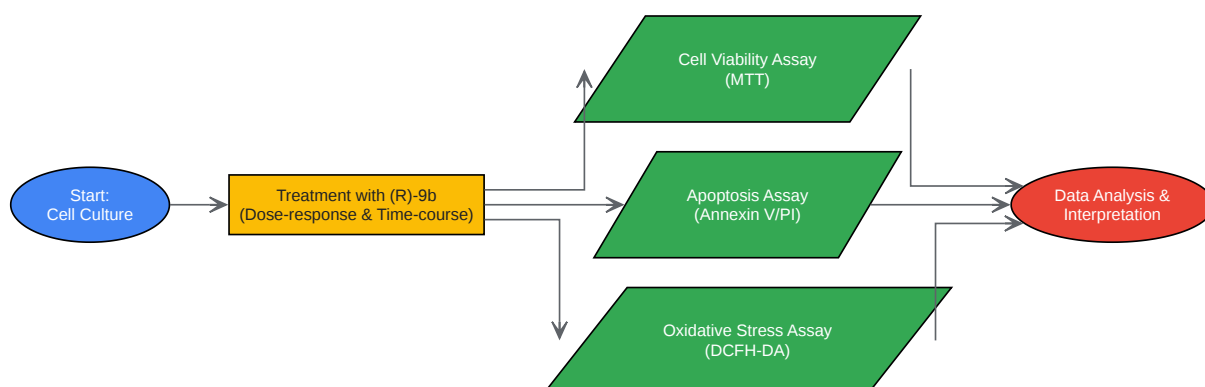 Start:
Cell Culture
Treatment with (R)-9b
(Dose-response & Time-course)
Cell Viability Assay
(MTT)
Apoptosis Assay
(Annexin V/PI)
Oxidative Stress Assay
(DCFH-DA)
Data Analysis &
Interpretation